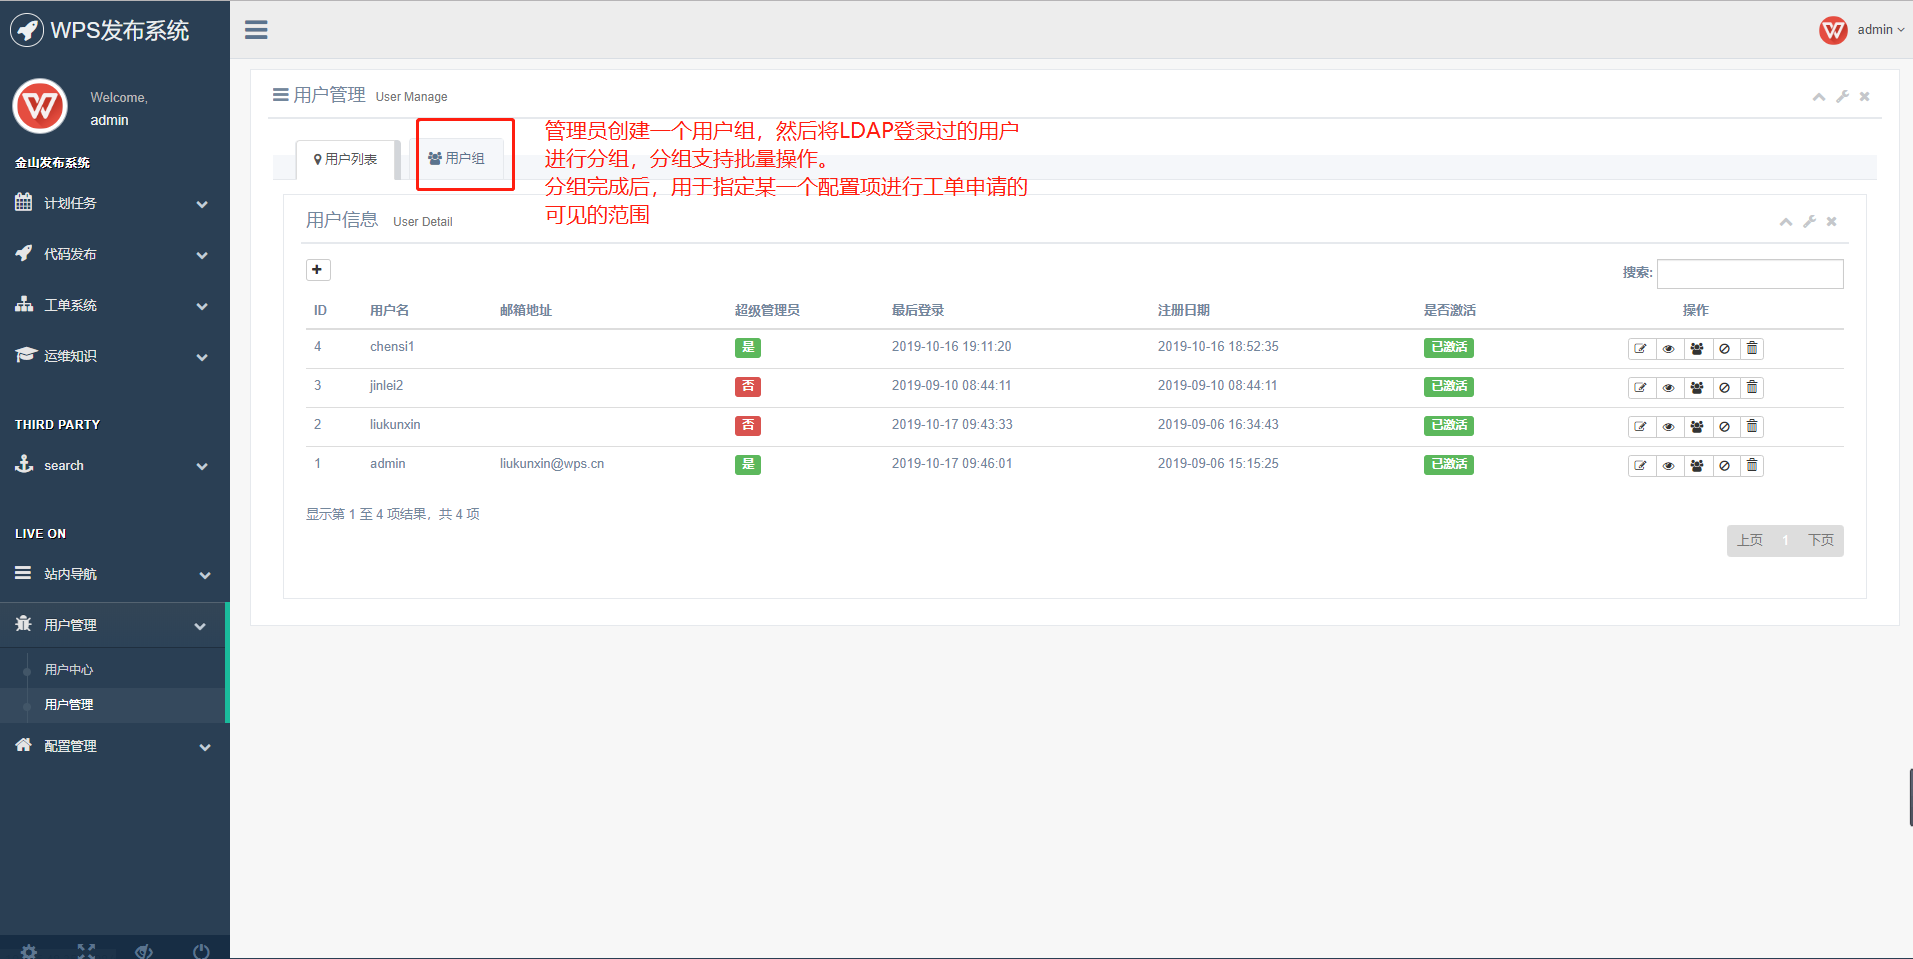 WPS发布系统
admin
Welcome,
admin
金山发布系统
计划任务
代码发布
工单系统
运维知识
THIRD PARTY
search
LIVE ON
站内导航
用户管理
用户中心
用户管理
配置管理
用户管理 User Manage
用户列表
用户组
管理员创建一个用户组，然后将LDAP登录过的用户
进行分组，分组支持批量操作。
分组完成后，用于指定某一个配置项进行工单申请的
可见的范围
用户信息 User Detail
搜索:
ID 用户名 邮箱地址 超级管理员 最后登录 注册日期 是否激活 操作
4 chensi1 是 2019-10-16 19:11:20 2019-10-16 18:52:35 已激活
3 jinlei2 否 2019-09-10 08:44:11 2019-09-10 08:44:11 已激活
2 liukunxin 否 2019-10-17 09:43:33 2019-09-06 16:34:43 已激活
1 admin liukunxin@wps.cn 是 2019-10-17 09:46:01 2019-09-06 15:15:25 已激活
显示第 1 至 4 项结果，共 4 项
上页 1 下页